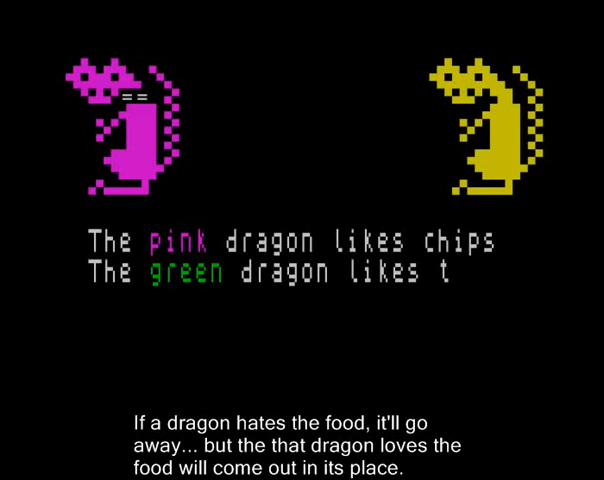 ==
The pink dragon likes chips
The green dragon likes t
If a dragon hates the food, it'll go
away... but the that dragon loves the
food will come out in its place.